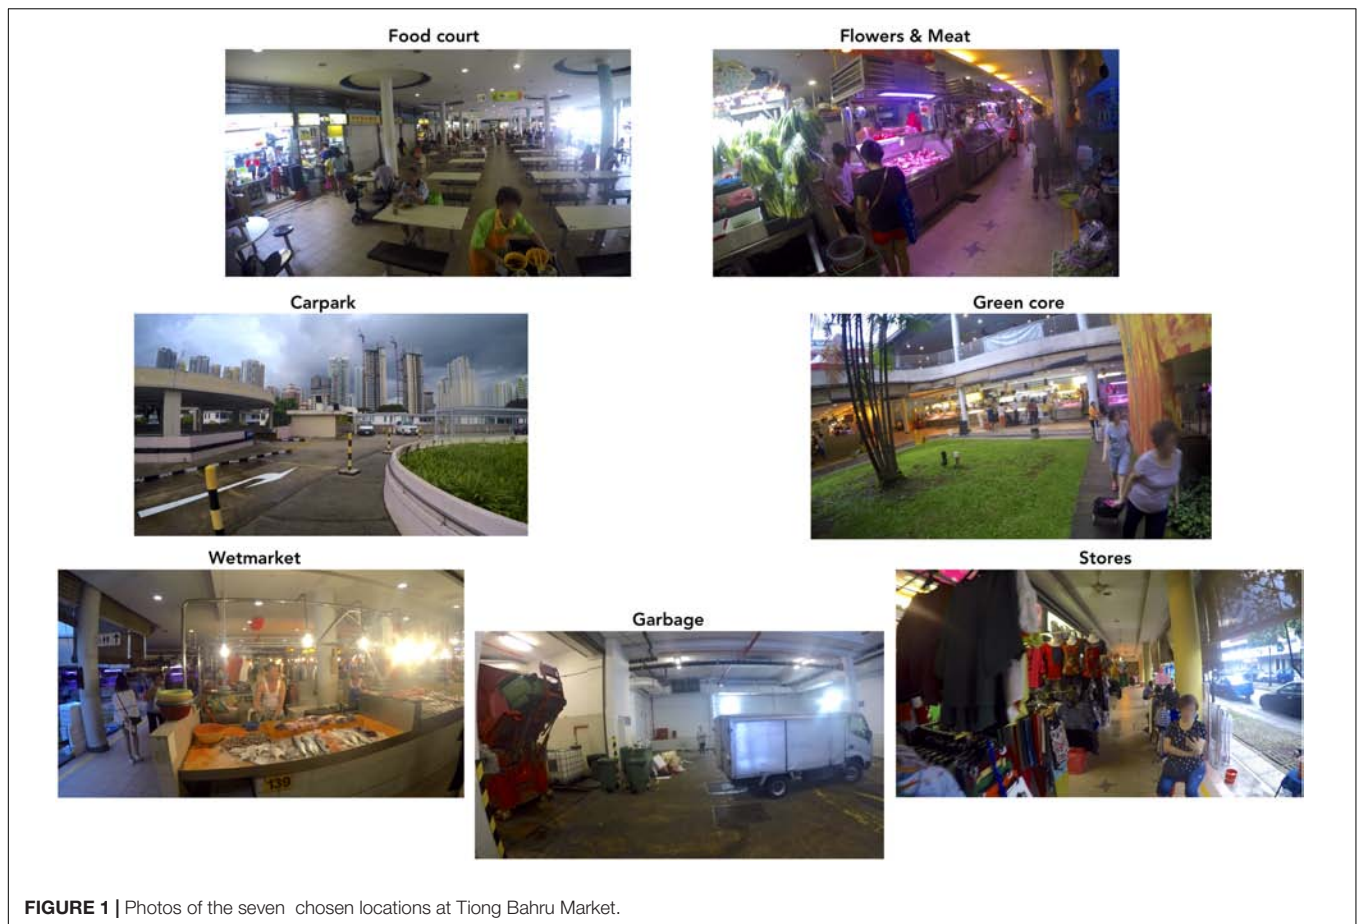 Food court
Flowers & Meat
Carpark
Green core
Wetmarket
139
Garbage
Stores
FIGURE 1 | Photos of the seven chosen locations at Tiong Bahru Market.